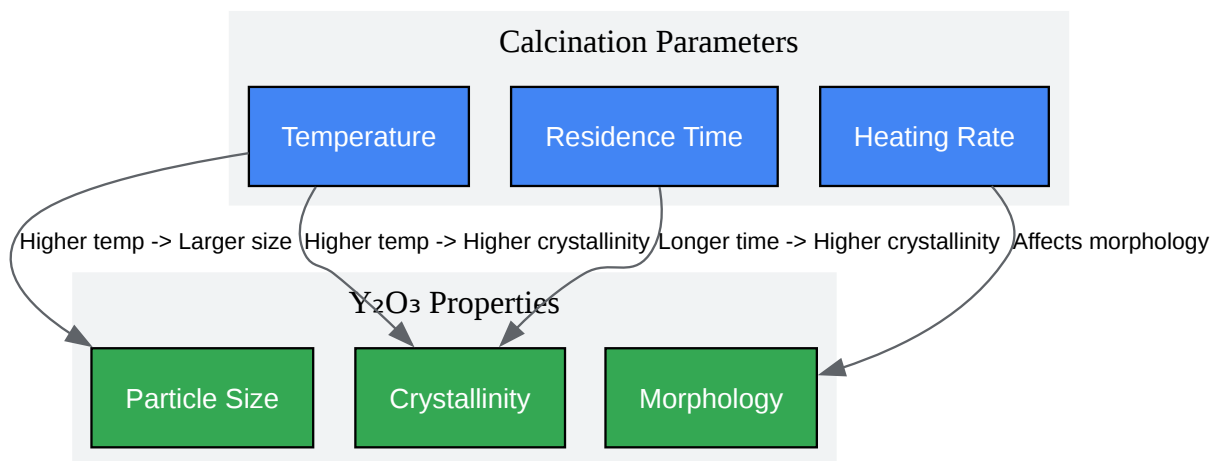 Calcination Parameters
Temperature
Residence Time
Heating Rate
Higher temp -> Larger size
Higher temp -> Higher crystallinity
Longer time -> Higher crystallinity
Affects morphology
Y₂O₃ Properties
Particle Size
Crystallinity
Morphology